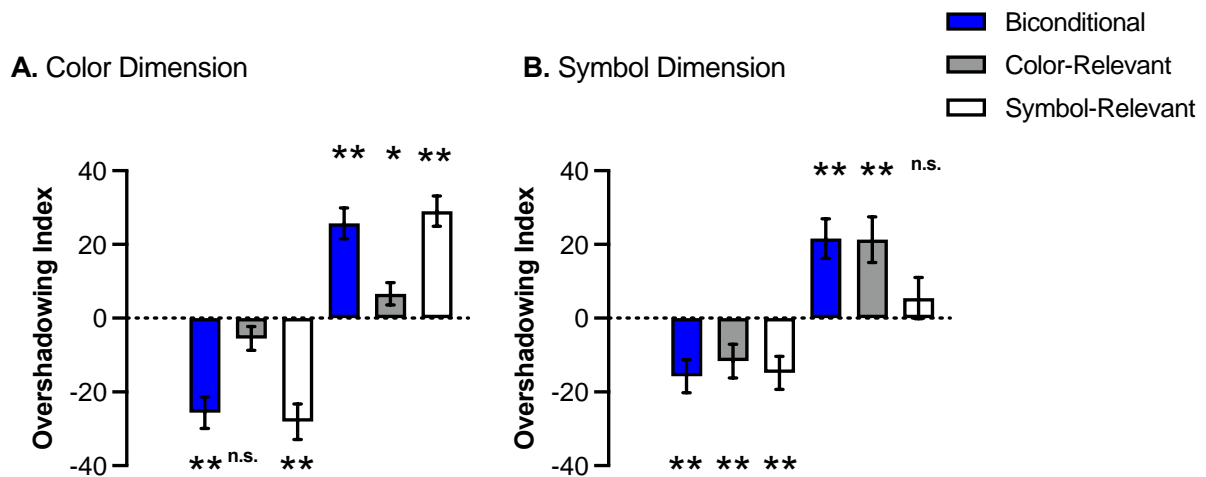 Biconditional
Color-Relevant
Symbol-Relevant
A. Color Dimension
B. Symbol Dimension
** * **
** ** n.s.
Overshadowing Index
40
20
0
-20
-40
** n.s. **
Overshadowing Index
40
20
0
-20
-40
** ** **